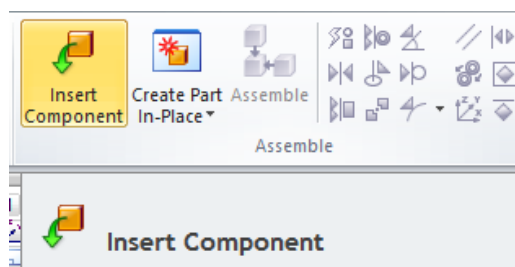 Insert
Component
Create Part
In-Place
Assemble
Assemble
Insert Component